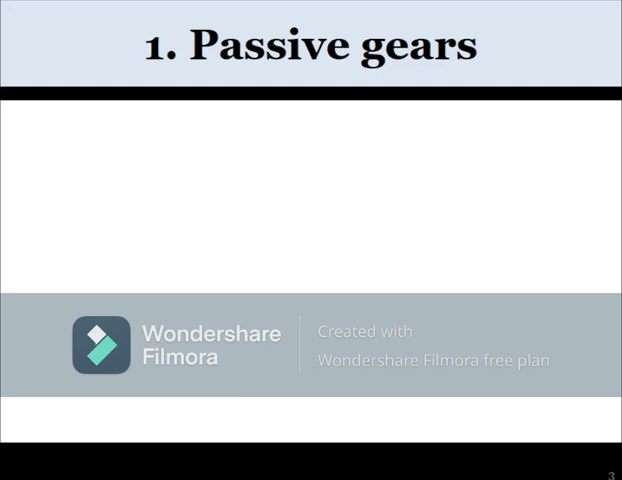 1. Passive gears
Wondershare
Filmora
Created with
Wondershare Filmora free plan
3